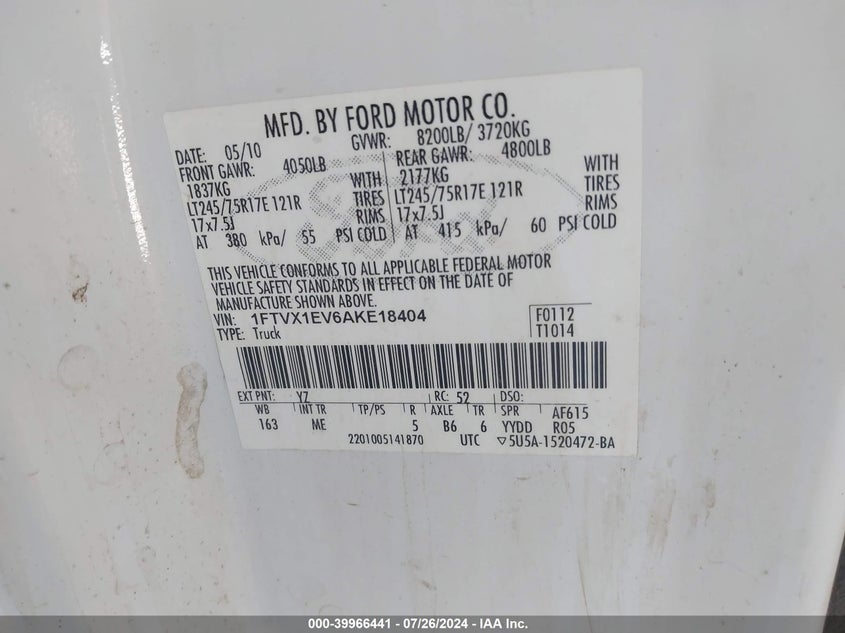 MFD. BY FORD MOTOR CO.
DATE: 05/10 GVWR: 8200LB/ 3720KG
FRONT GAWR: 4050LB REAR GAWR: 4800LB
1837KG WITH 2177KG WITH
LT245/75R17E 121R TIRES LT245/75R17E 121R TIRES
17x7.5J RIMS 17x7.5J RIMS
AT 380 kPa/ 55 PSI COLD AT 415 kPa/ 60 PSI COLD
THIS VEHICLE CONFORMS TO ALL APPLICABLE FEDERAL MOTOR
VEHICLE SAFETY STANDARDS IN EFFECT ON THE DATE OF
MANUFACTURE SHOWN ABOVE.
VIN: 1FTVX1EV6AKE18404 F0112
TYPE: Truck T1014
EXT PNT: YZ RC: 52 DSO:
WB INT TR TP/PS R AXLE TR SPR AF615
163 ME 5 B6 6 YYDD R05
2201005141870 UTC ▽5U5A-1520472-BA
000-39966441 - 07/26/2024 - IAA Inc.